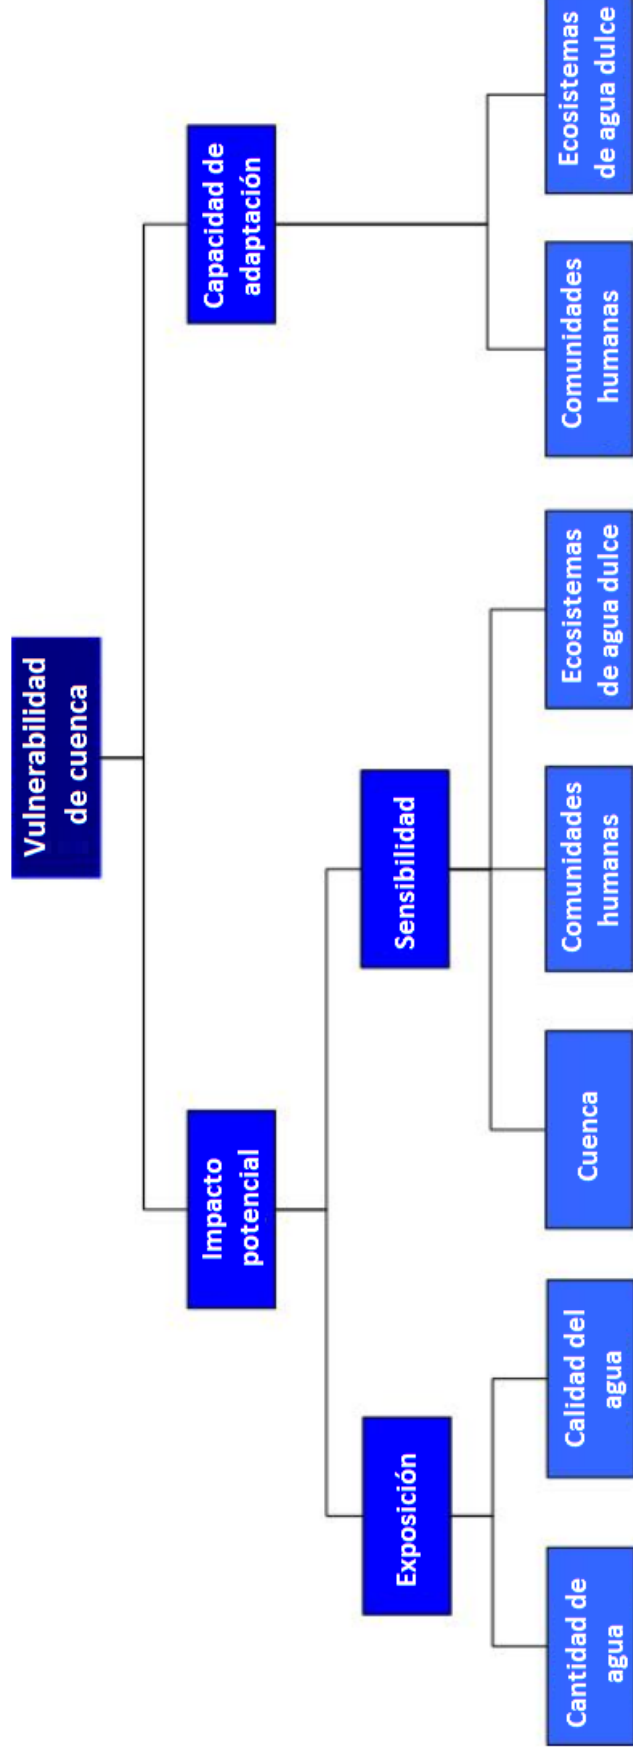 Vulnerabilidad
de cuenca
Impacto
potencial
Capacidad de
adaptación
Exposición
Sensibilidad
Cantidad de
agua
Calidad del
agua
Cuenca
Comunidades
humanas
Ecosistemas
de agua dulce
Comunidades
humanas
Ecosistemas
de agua dulce